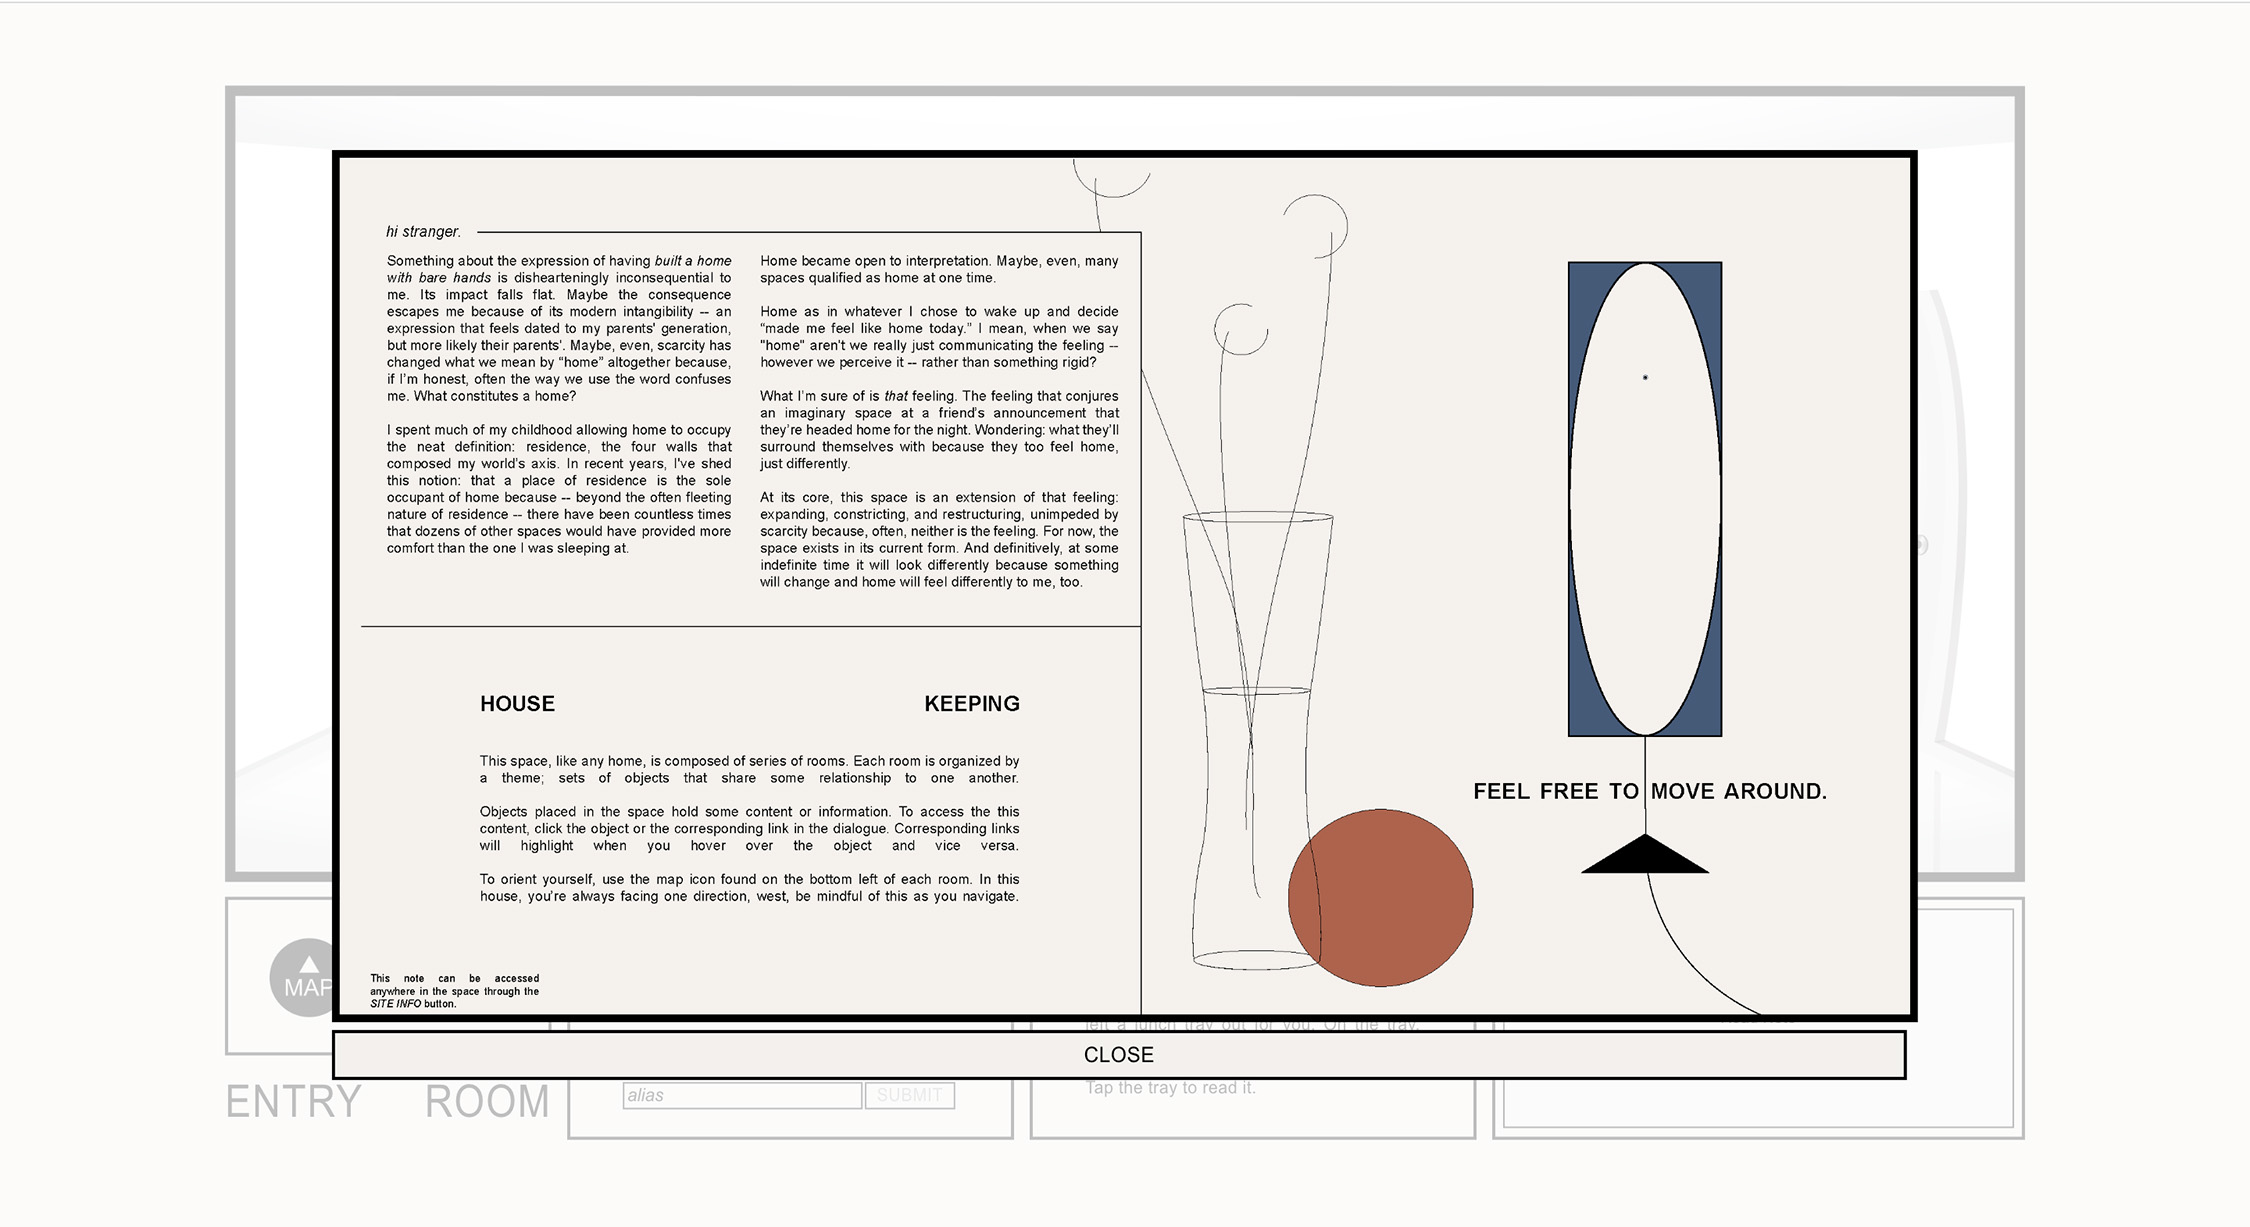 hi stranger.
Something about the expression of having built a home
with bare hands is dishearteningly inconsequential to
me. Its impact falls flat. Maybe the consequence
escapes me because of its modern intangibility -- an
expression that feels dated to my parents' generation,
but more likely their parents'. Maybe, even, scarcity has
changed what we mean by “home” altogether because,
if I’m honest, often the way we use the word confuses
me. What constitutes a home?
I spent much of my childhood allowing home to occupy
the neat definition: residence, the four walls that
composed my world’s axis. In recent years, I've shed
this notion: that a place of residence is the sole
occupant of home because -- beyond the often fleeting
nature of residence -- there have been countless times
that dozens of other spaces would have provided more
comfort than the one I was sleeping at.
Home became open to interpretation. Maybe, even, many
spaces qualified as home at one time.
Home as in whatever I chose to wake up and decide
“made me feel like home today.” I mean, when we say
"home" aren't we really just communicating the feeling --
however we perceive it -- rather than something rigid?
What I’m sure of is that feeling. The feeling that conjures
an imaginary space at a friend’s announcement that
they’re headed home for the night. Wondering: what they’ll
surround themselves with because they too feel home,
just differently.
At its core, this space is an extension of that feeling:
expanding, constricting, and restructuring, unimpeded by
scarcity because, often, neither is the feeling. For now, the
space exists in its current form. And definitively, at some
indefinite time it will look differently because something
will change and home will feel differently to me, too.
HOUSE KEEPING
This space, like any home, is composed of series of rooms. Each room is organized by
a theme; sets of objects that share some relationship to one another.
Objects placed in the space hold some content or information. To access the this
content, click the object or the corresponding link in the dialogue. Corresponding links
will highlight when you hover over the object and vice versa.
To orient yourself, use the map icon found on the bottom left of each room. In this
house, you’re always facing one direction, west, be mindful of this as you navigate.
This note can be accessed
anywhere in the space through the
SITE INFO button.
FEEL FREE TO MOVE AROUND.
MAP
left a lunch tray out for you. On the tray,
CLOSE
ENTRY ROOM
alias
SUBMIT
Tap the tray to read it.